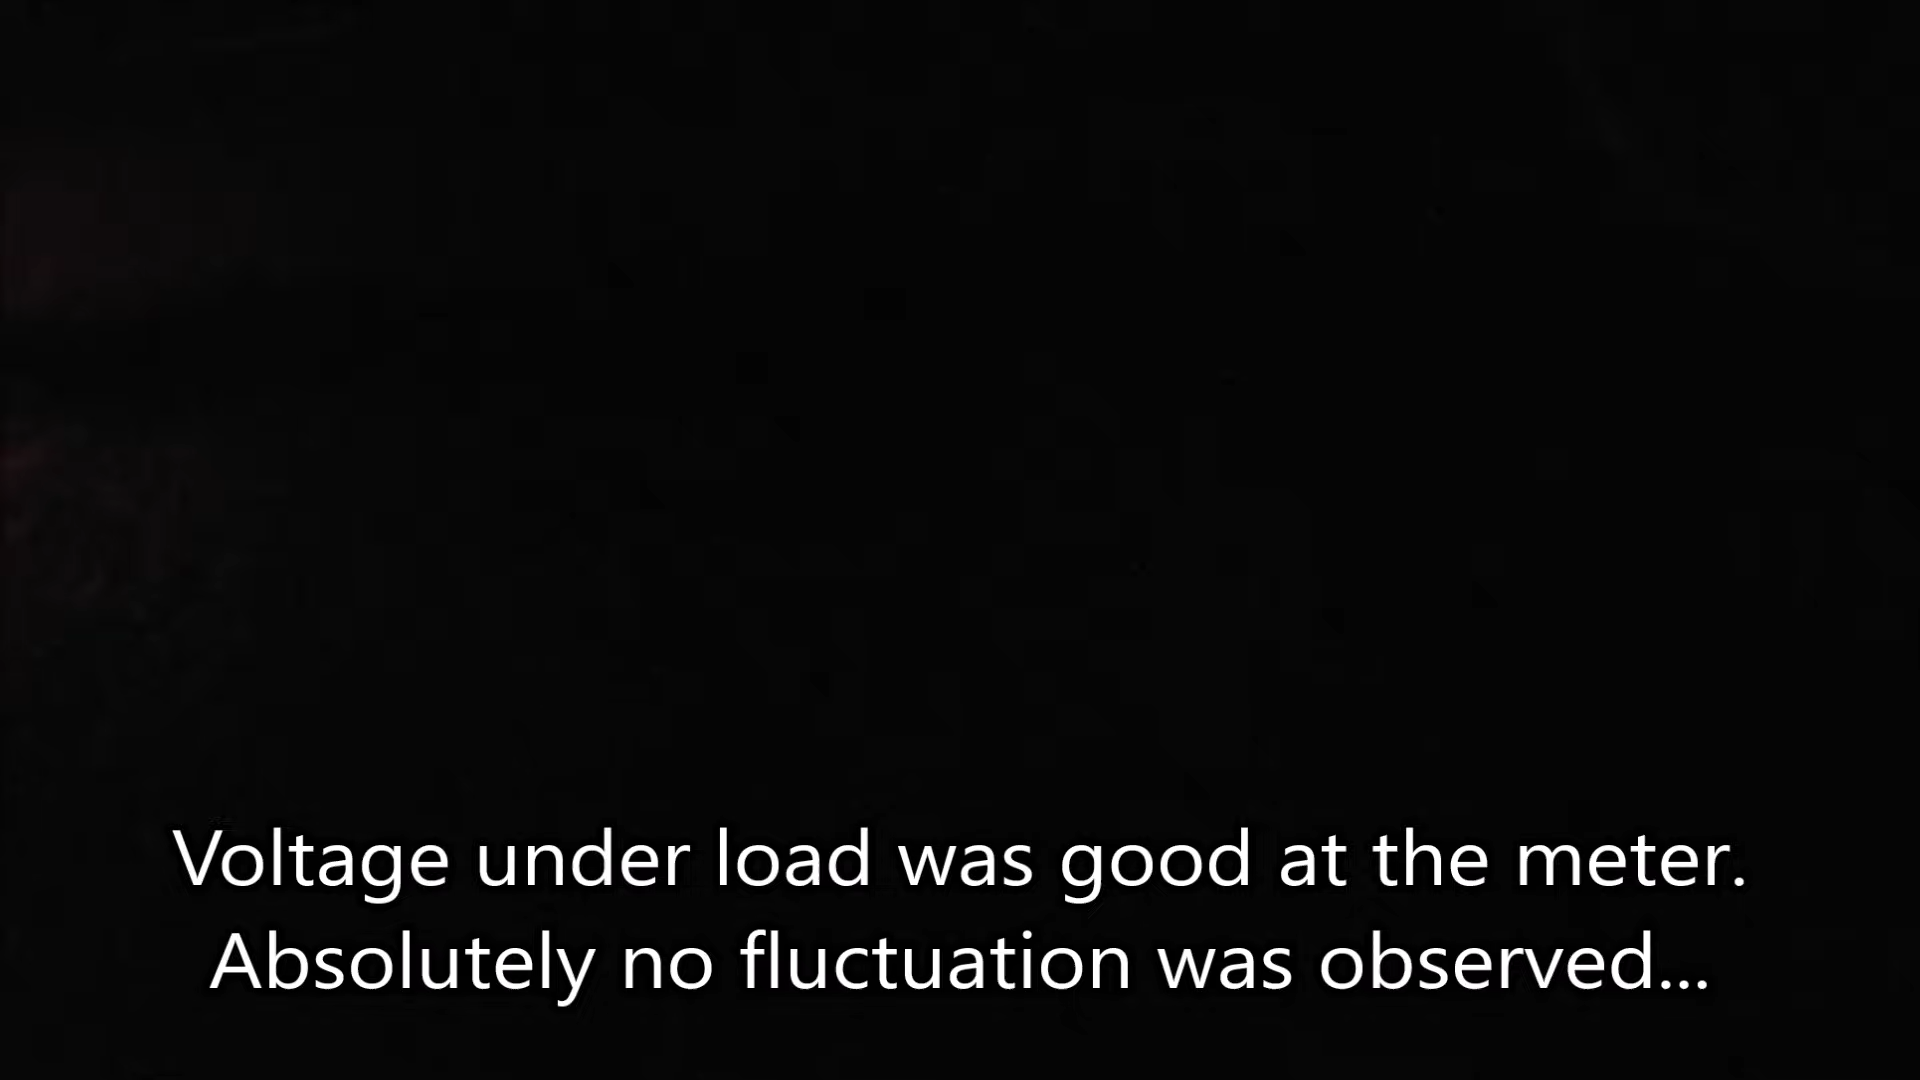 Voltage under load was good at the meter.
Absolutely no fluctuation was observed...